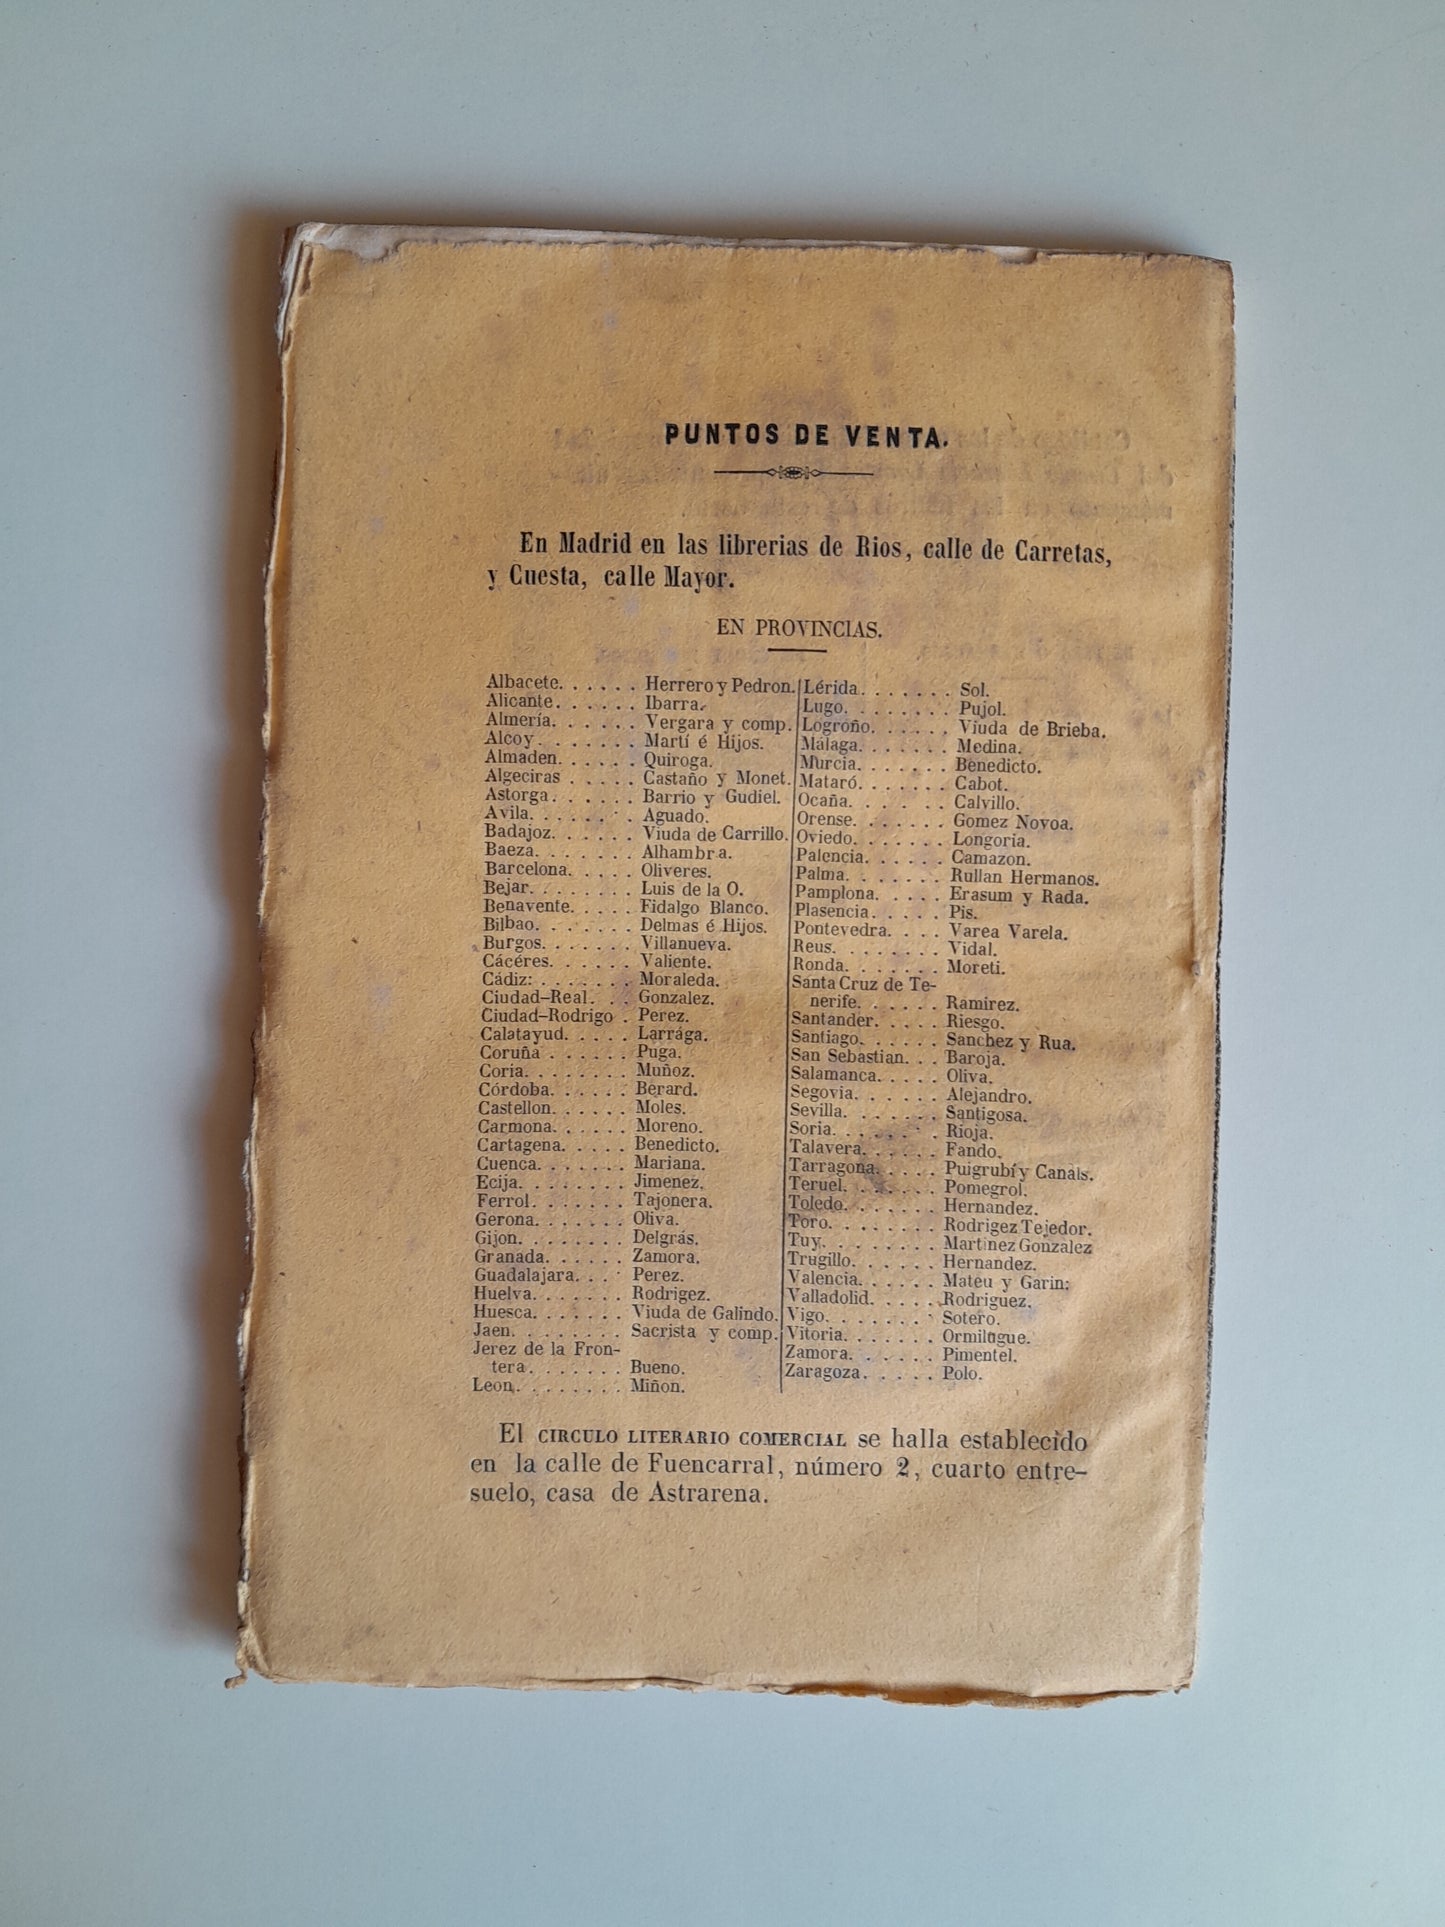 PUNTOS DE VENTA.
En Madrid en las librerias de Rios, calle de Carretas,
y Cuesta, calle Mayor.
EN PROVINCIAS.
Albacete. . . . . . Herrero y Pedron.
Alicante. . . . . . Ibarra.
Almería. . . . . . Vergara y comp.
Alcoy. . . . . . . Martí é Hijos.
Almaden. . . . . . Quiroga.
Algeciras . . . . . Castaño y Monet.
Astorga. . . . . . Barrio y Gudiel.
Avila. . . . . . . Aguado.
Badajoz. . . . . . Viuda de Carrillo.
Baeza. . . . . . . Alhambra.
Barcelona. . . . . Oliveres.
Bejar. . . . . . . Luis de la O.
Benavente. . . . . Fidalgo Blanco.
Bilbao. . . . . . . Delmas é Hijos.
Burgos. . . . . . . Villanueva.
Cáceres. . . . . . Valiente.
Cádiz: . . . . . . . Moraleda.
Ciudad-Real. . . Gonzalez.
Ciudad-Rodrigo . Perez.
Calatayud. . . . . Larrága.
Coruña . . . . . . Puga.
Coria. . . . . . . . Muñoz.
Córdoba. . . . . . Berard.
Castellon. . . . . . Moles.
Carmona. . . . . . Moreno.
Cartagena. . . . . Benedicto.
Cuenca. . . . . . . Mariana.
Ecija. . . . . . . . Jimenez.
Ferrol. . . . . . . Tajonera.
Gerona. . . . . . . Oliva.
Gijon. . . . . . . . Delgrás.
Granada. . . . . . Zamora.
Guadalajara. . . . Perez.
Huelva. . . . . . . Rodrigez.
Huesca. . . . . . . Viuda de Galindo.
Jaen. . . . . . . . Sacrista y comp.
Jerez de la Fron-
tera. . . . . . . Bueno.
Leon. . . . . . . . Miñon.
Lérida. . . . . . . Sol.
Lugo. . . . . . . . Pujol.
Logroño. . . . . . Viuda de Brieba.
Málaga. . . . . . . Medina.
Murcia. . . . . . . Benedicto.
Mataró. . . . . . . Cabot.
Ocaña. . . . . . . Calvillo.
Orense. . . . . . . Gomez Novoa.
Oviedo. . . . . . . Longoria.
Palencia. . . . . . Camazon.
Palma. . . . . . . Rullan Hermanos.
Pamplona. . . . . Erasum y Rada.
Plasencia. . . . . . Pis.
Pontevedra. . . . Varea Varela.
Reus. . . . . . . . Vidal.
Ronda. . . . . . . Moreti.
Santa Cruz de Te-
nerife. . . . . . Ramirez.
Santander. . . . . Riesgo.
Santiago. . . . . . Sanchez y Rua.
San Sebastian. . . Baroja.
Salamanca. . . . . Oliva.
Segovia. . . . . . . Alejandro.
Sevilla. . . . . . . Santigosa.
Soria. . . . . . . . Rioja.
Talavera. . . . . . Fando.
Tarragona. . . . . Puigrubí y Canals.
Teruel. . . . . . . Pomegrol.
Toledo. . . . . . . Hernandez.
Toro. . . . . . . . Rodrigez Tejedor.
Tuy. . . . . . . . Martinez Gonzalez
Trugillo. . . . . . Hernandez.
Valencia. . . . . . Mateu y Garin:
Valladolid. . . . . Rodriguez.
Vigo. . . . . . . . Sotero.
Vitoria. . . . . . . Ormilugue.
Zamora. . . . . . Pimentel.
Zaragoza. . . . . Polo.
El CIRCULO LITERARIO COMERCIAL se halla establecido
en la calle de Fuencarral, número 2, cuarto entre-
suelo, casa de Astrarena.